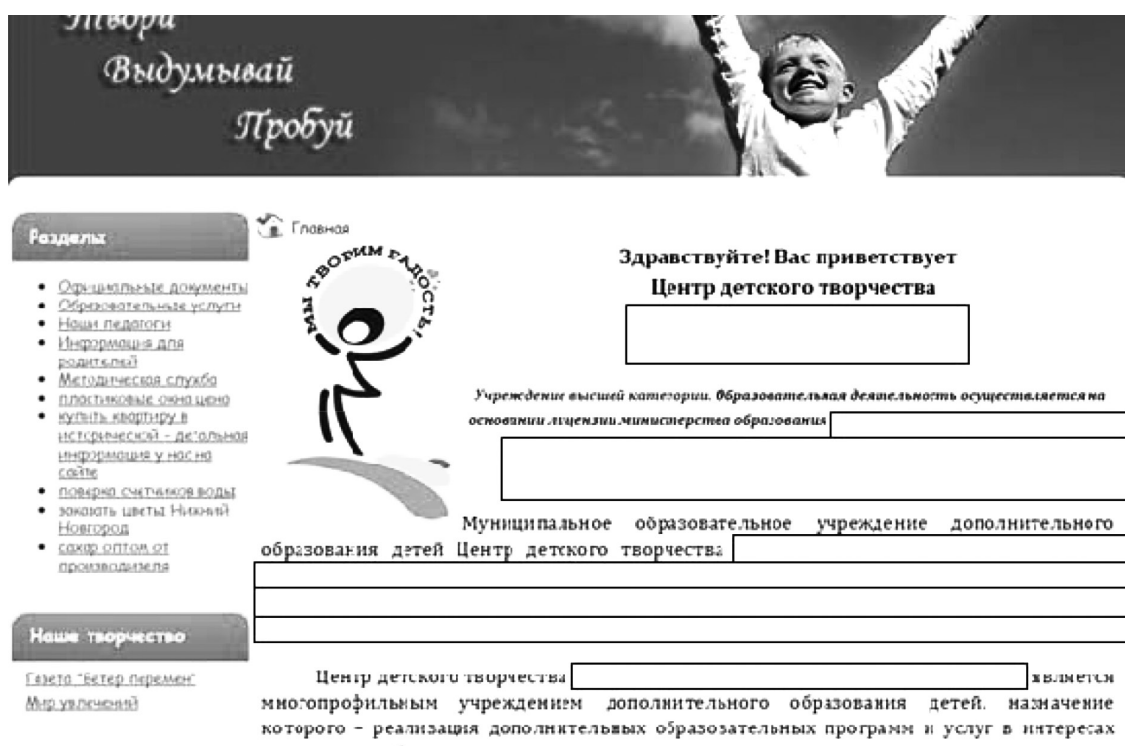 Твори
Выдумывай
Пробуй
Разделы
Официальные документы
Образовательные услуги
Наши педагоги
Информация для
родителей
Методическая служба
пластиковые окна цена
купить квартиру в
исторической - детальная
информация у нас на
сайте
поверка счетчиков воды
заказать цветы Нижний
Новгород
сахар оптом от
производителя
Наше творчество
Газета "Ветер перемен"
Мир увлечений
Главная
МЫ ТВОРИМ ГАДОСТЬ!
Здравствуйте! Вас приветствует
Центр детского творчества
Учреждение высшей категории. Образовательная деятельность осуществляется на
основании лицензии министерства образования
Муниципальное образовательное учреждение дополнительного
образования детей Центр детского творчества
Центр детского творчества является
многопрофильным учреждением дополнительного образования детей, назначение
которого – реализация дополнительных образовательных программ и услуг в интересах